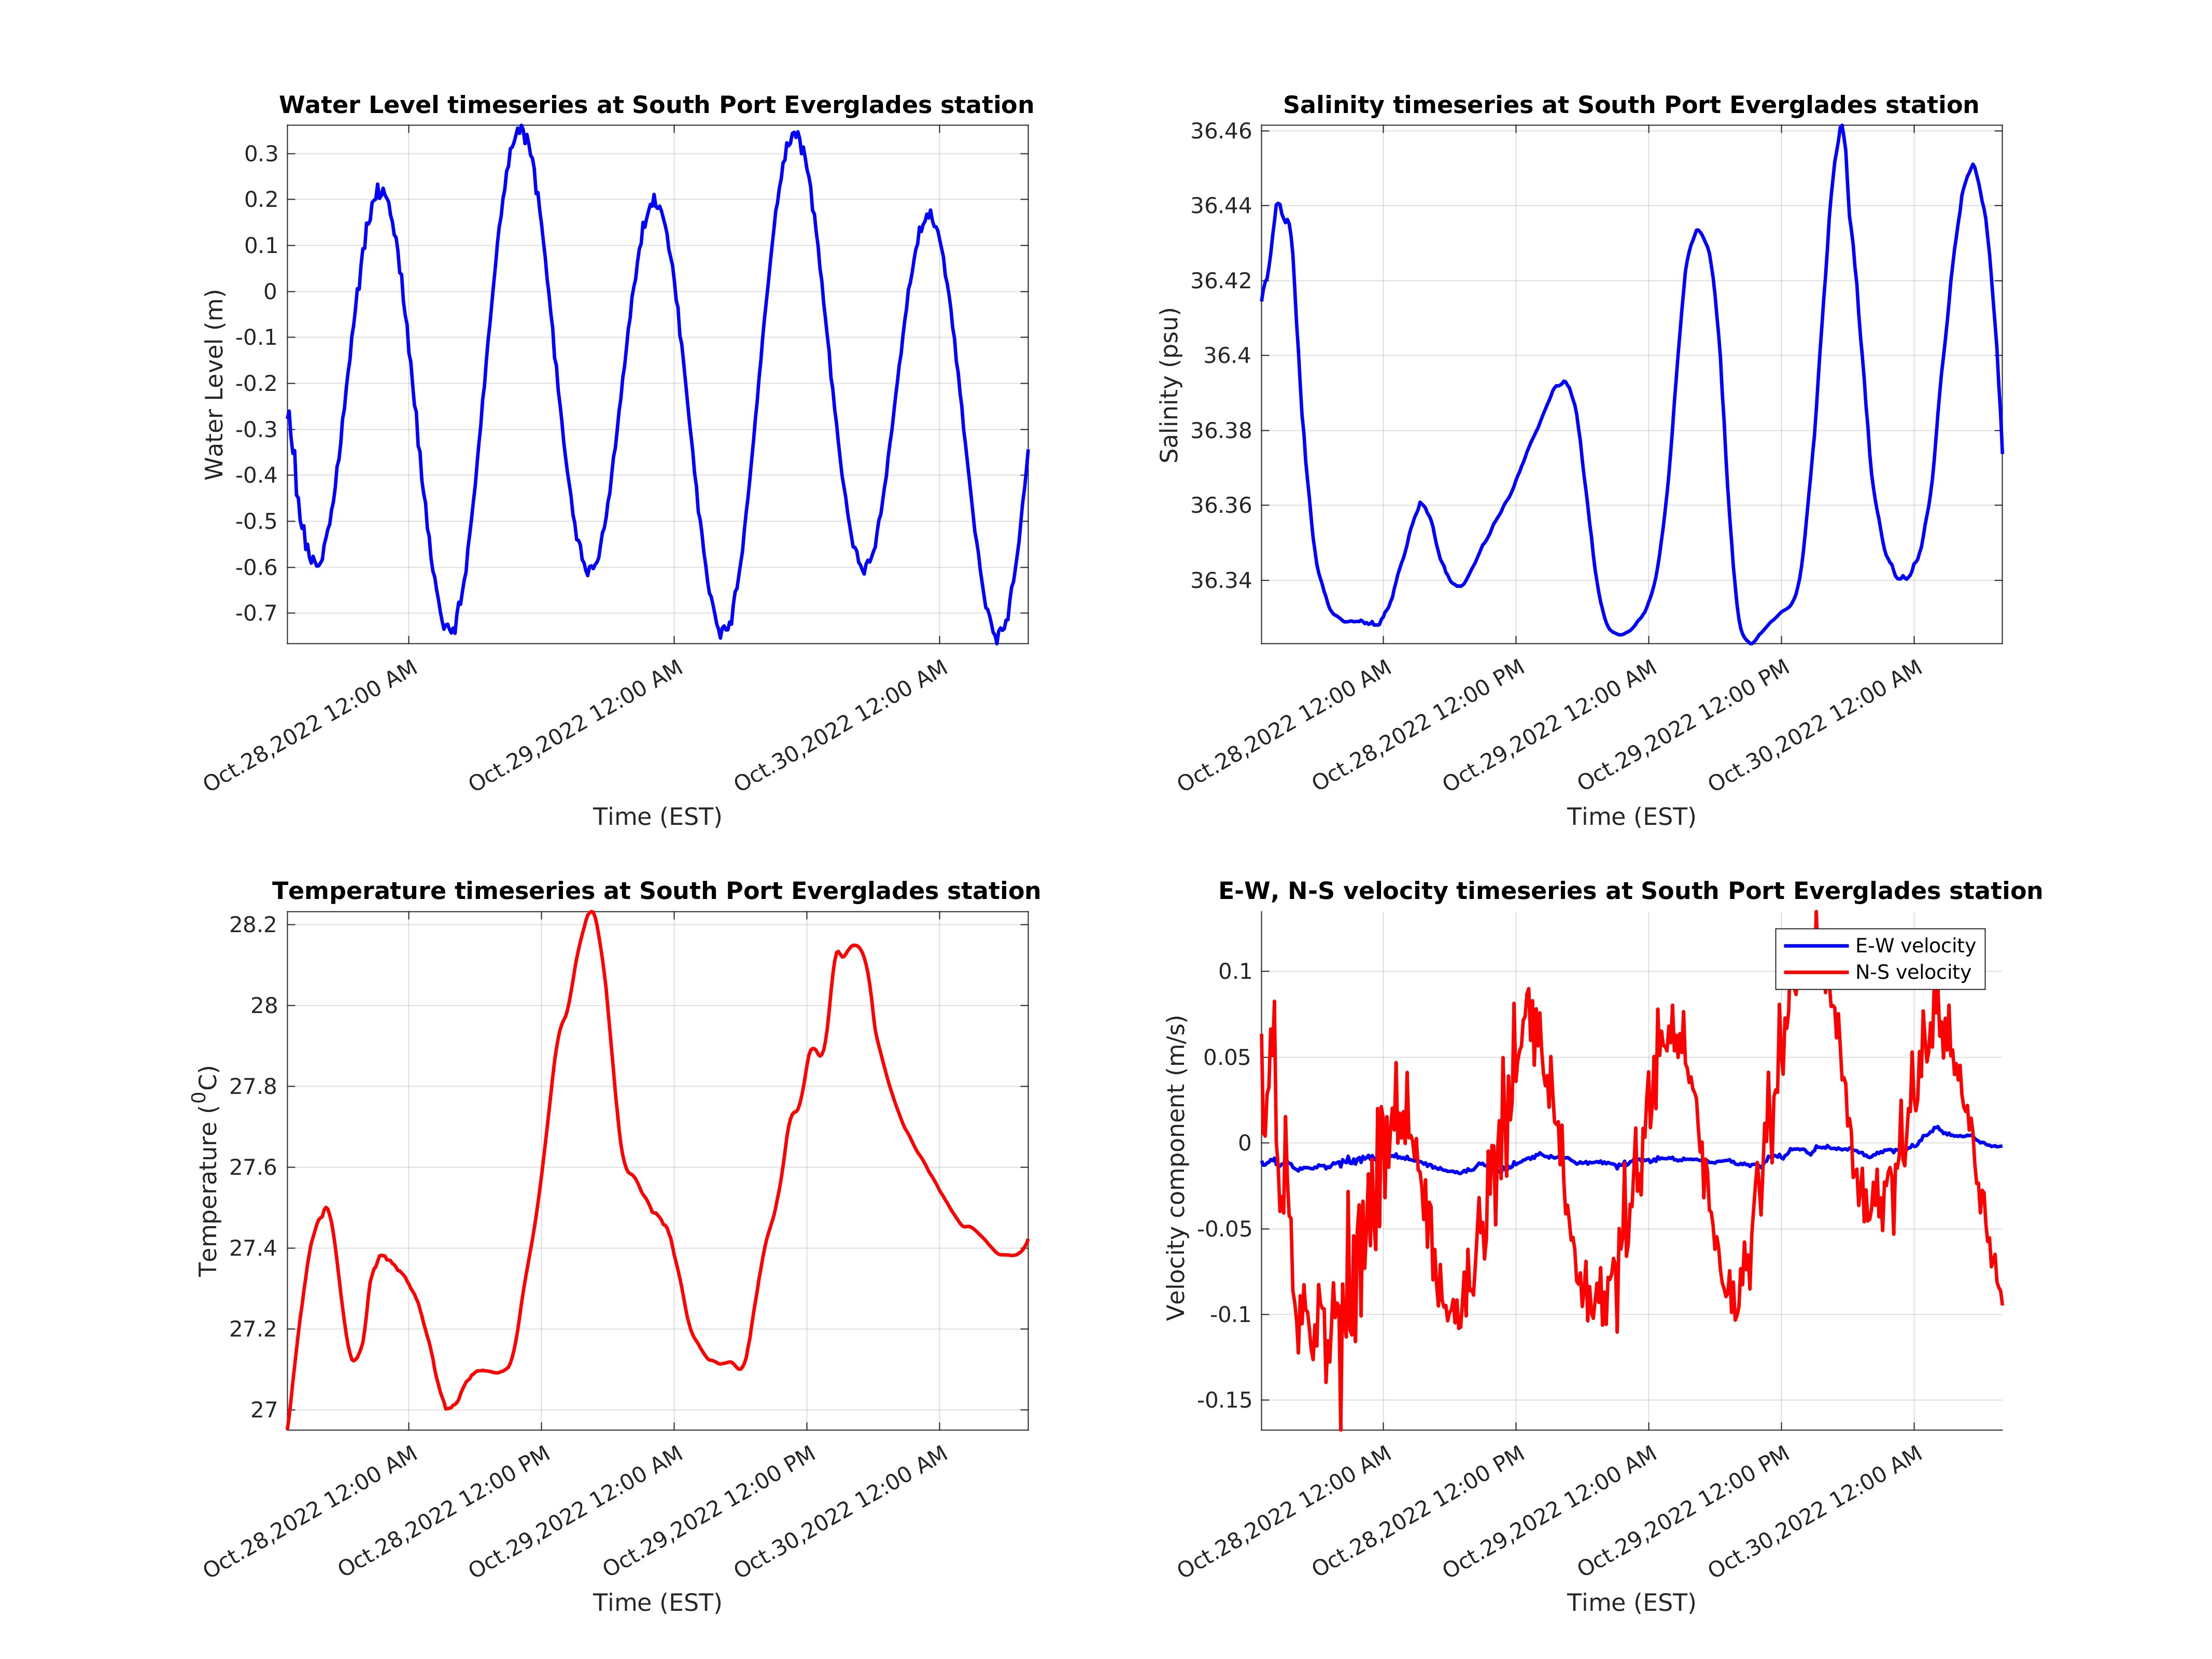 Water Level timeseries at South Port Everglades station
0.3
0.2
0.1
0
-0.1
-0.2
-0.3
-0.4
-0.5
-0.6
-0.7
Water Level (m)
Oct.28,2022 12:00 AM
Oct.29,2022 12:00 AM
Oct.30,2022 12:00 AM
Time (EST)
Salinity timeseries at South Port Everglades station
36.46
36.44
36.42
36.4
36.38
36.36
36.34
Salinity (psu)
Oct.28,2022 12:00 AM
Oct.28,2022 12:00 PM
Oct.29,2022 12:00 AM
Oct.29,2022 12:00 PM
Oct.30,2022 12:00 AM
Time (EST)
Temperature timeseries at South Port Everglades station
28.2
28
27.8
27.6
27.4
27.2
27
Temperature (⁰C)
Oct.28,2022 12:00 AM
Oct.28,2022 12:00 PM
Oct.29,2022 12:00 AM
Oct.29,2022 12:00 PM
Oct.30,2022 12:00 AM
Time (EST)
E-W, N-S velocity timeseries at South Port Everglades station
E-W velocity
N-S velocity
0.1
0.05
0
-0.05
-0.1
-0.15
Velocity component (m/s)
Oct.28,2022 12:00 AM
Oct.28,2022 12:00 PM
Oct.29,2022 12:00 AM
Oct.29,2022 12:00 PM
Oct.30,2022 12:00 AM
Time (EST)